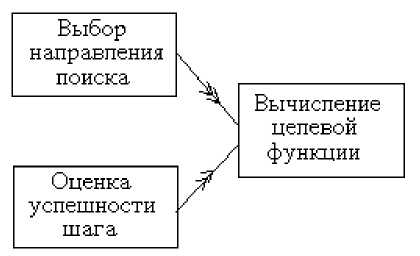 Выбор
направления
поиска
Вычисление
целевой
функции
Оценка
успешности
шага